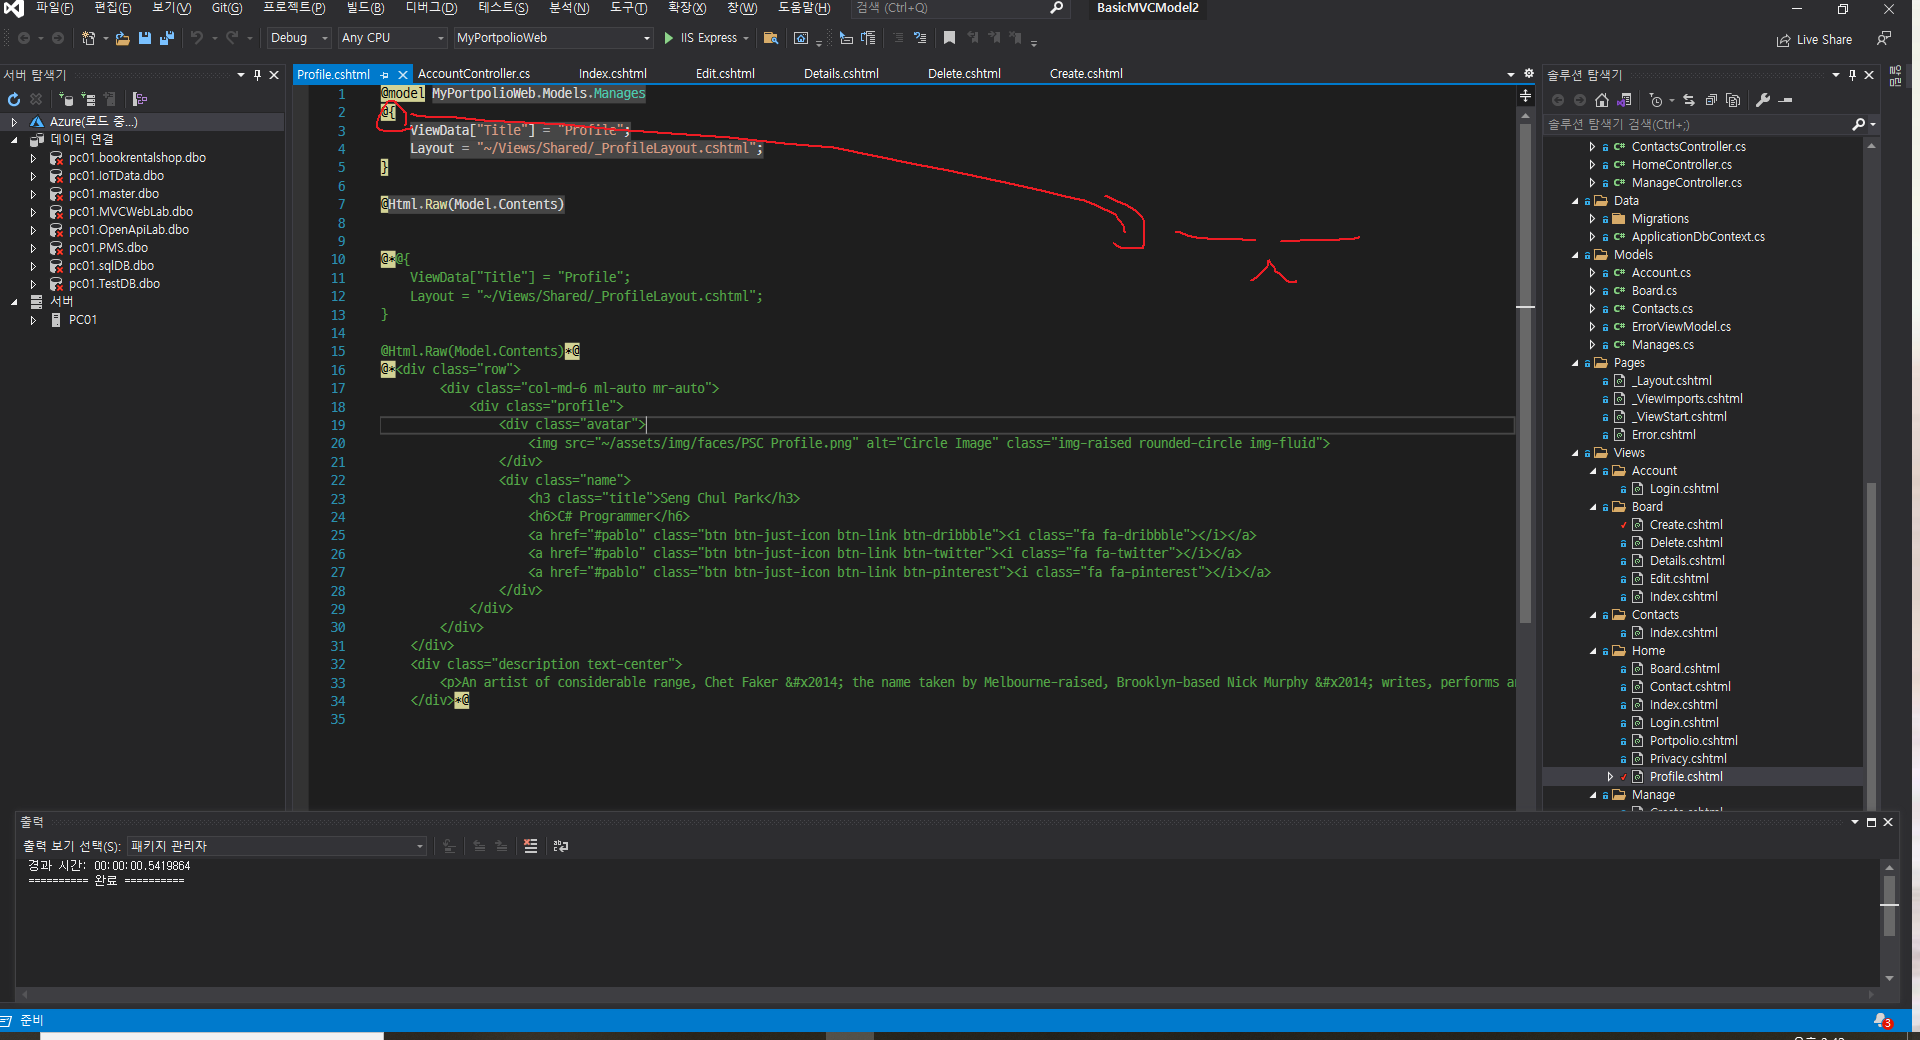 파일(F) 편집(E) 보기(V) Git(G) 프로젝트(P) 빌드(B) 디버그(D) 테스트(S) 분석(N) 도구(T) 확장(X) 창(W) 도움말(H) 검색 (Ctrl+Q) BasicMVCModel2
Debug Any CPU MyPortpolioWeb IIS Express Live Share
서버 탐색기
Azure(로드 중...)
데이터 연결
pc01.bookrentalshop.dbo
pc01.IoTData.dbo
pc01.master.dbo
pc01.MVCWebLab.dbo
pc01.OpenApiLab.dbo
pc01.PMS.dbo
pc01.sqlDB.dbo
pc01.TestDB.dbo
서버
PC01
Profile.cshtml AccountController.cs Index.cshtml Edit.cshtml Details.cshtml Delete.cshtml Create.cshtml
1 @model MyPortpolioWeb.Models.Manages
2 @{
3 ViewData["Title"] = "Profile";
4 Layout = "~/Views/Shared/_ProfileLayout.cshtml";
5 }
6
7 @Html.Raw(Model.Contents)
8
9
10 @*@{
11 ViewData["Title"] = "Profile";
12 Layout = "~/Views/Shared/_ProfileLayout.cshtml";
13 }
14
15 @Html.Raw(Model.Contents)*@
16 @*<div class="row">
17 <div class="col-md-6 ml-auto mr-auto">
18 <div class="profile">
19 <div class="avatar">
20 <img src="~/assets/img/faces/PSC Profile.png" alt="Circle Image" class="img-raised rounded-circle img-fluid">
21 </div>
22 <div class="name">
23 <h3 class="title">Seng Chul Park</h3>
24 <h6>C# Programmer</h6>
25 <a href="#pablo" class="btn btn-just-icon btn-link btn-dribbble"><i class="fa fa-dribbble"></i></a>
26 <a href="#pablo" class="btn btn-just-icon btn-link btn-twitter"><i class="fa fa-twitter"></i></a>
27 <a href="#pablo" class="btn btn-just-icon btn-link btn-pinterest"><i class="fa fa-pinterest"></i></a>
28 </div>
29 </div>
30 </div>
31 </div>
32 <div class="description text-center">
33 <p>An artist of considerable range, Chet Faker &#x2014; the name taken by Melbourne-raised, Brooklyn-based Nick Murphy &#x2014; writes, performs
34 </div>*@
35
솔루션 탐색기
솔루션 탐색기 검색(Ctrl+;)
C# ContactsController.cs
C# HomeController.cs
C# ManageController.cs
Data
Migrations
C# ApplicationDbContext.cs
Models
C# Account.cs
C# Board.cs
C# Contacts.cs
C# ErrorViewModel.cs
C# Manages.cs
Pages
_Layout.cshtml
_ViewImports.cshtml
_ViewStart.cshtml
Error.cshtml
Views
Account
Login.cshtml
Board
Create.cshtml
Delete.cshtml
Details.cshtml
Edit.cshtml
Index.cshtml
Contacts
Index.cshtml
Home
Board.cshtml
Contact.cshtml
Index.cshtml
Login.cshtml
Portpolio.cshtml
Privacy.cshtml
Profile.cshtml
Manage
출력
출력 보기 선택(S): 패키지 관리자
경과 시간: 00:00:00.5419864
========== 완료 ==========
준비
3